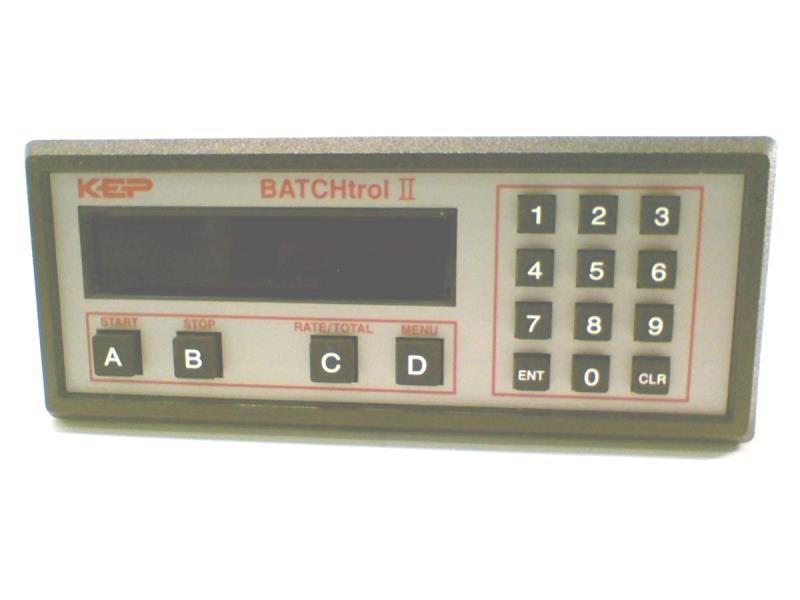 KEP BATCHtrol II
START STOP RATE/TOTAL MENU
A B C D
1 2 3
4 5 6
7 8 9
ENT 0 CLR